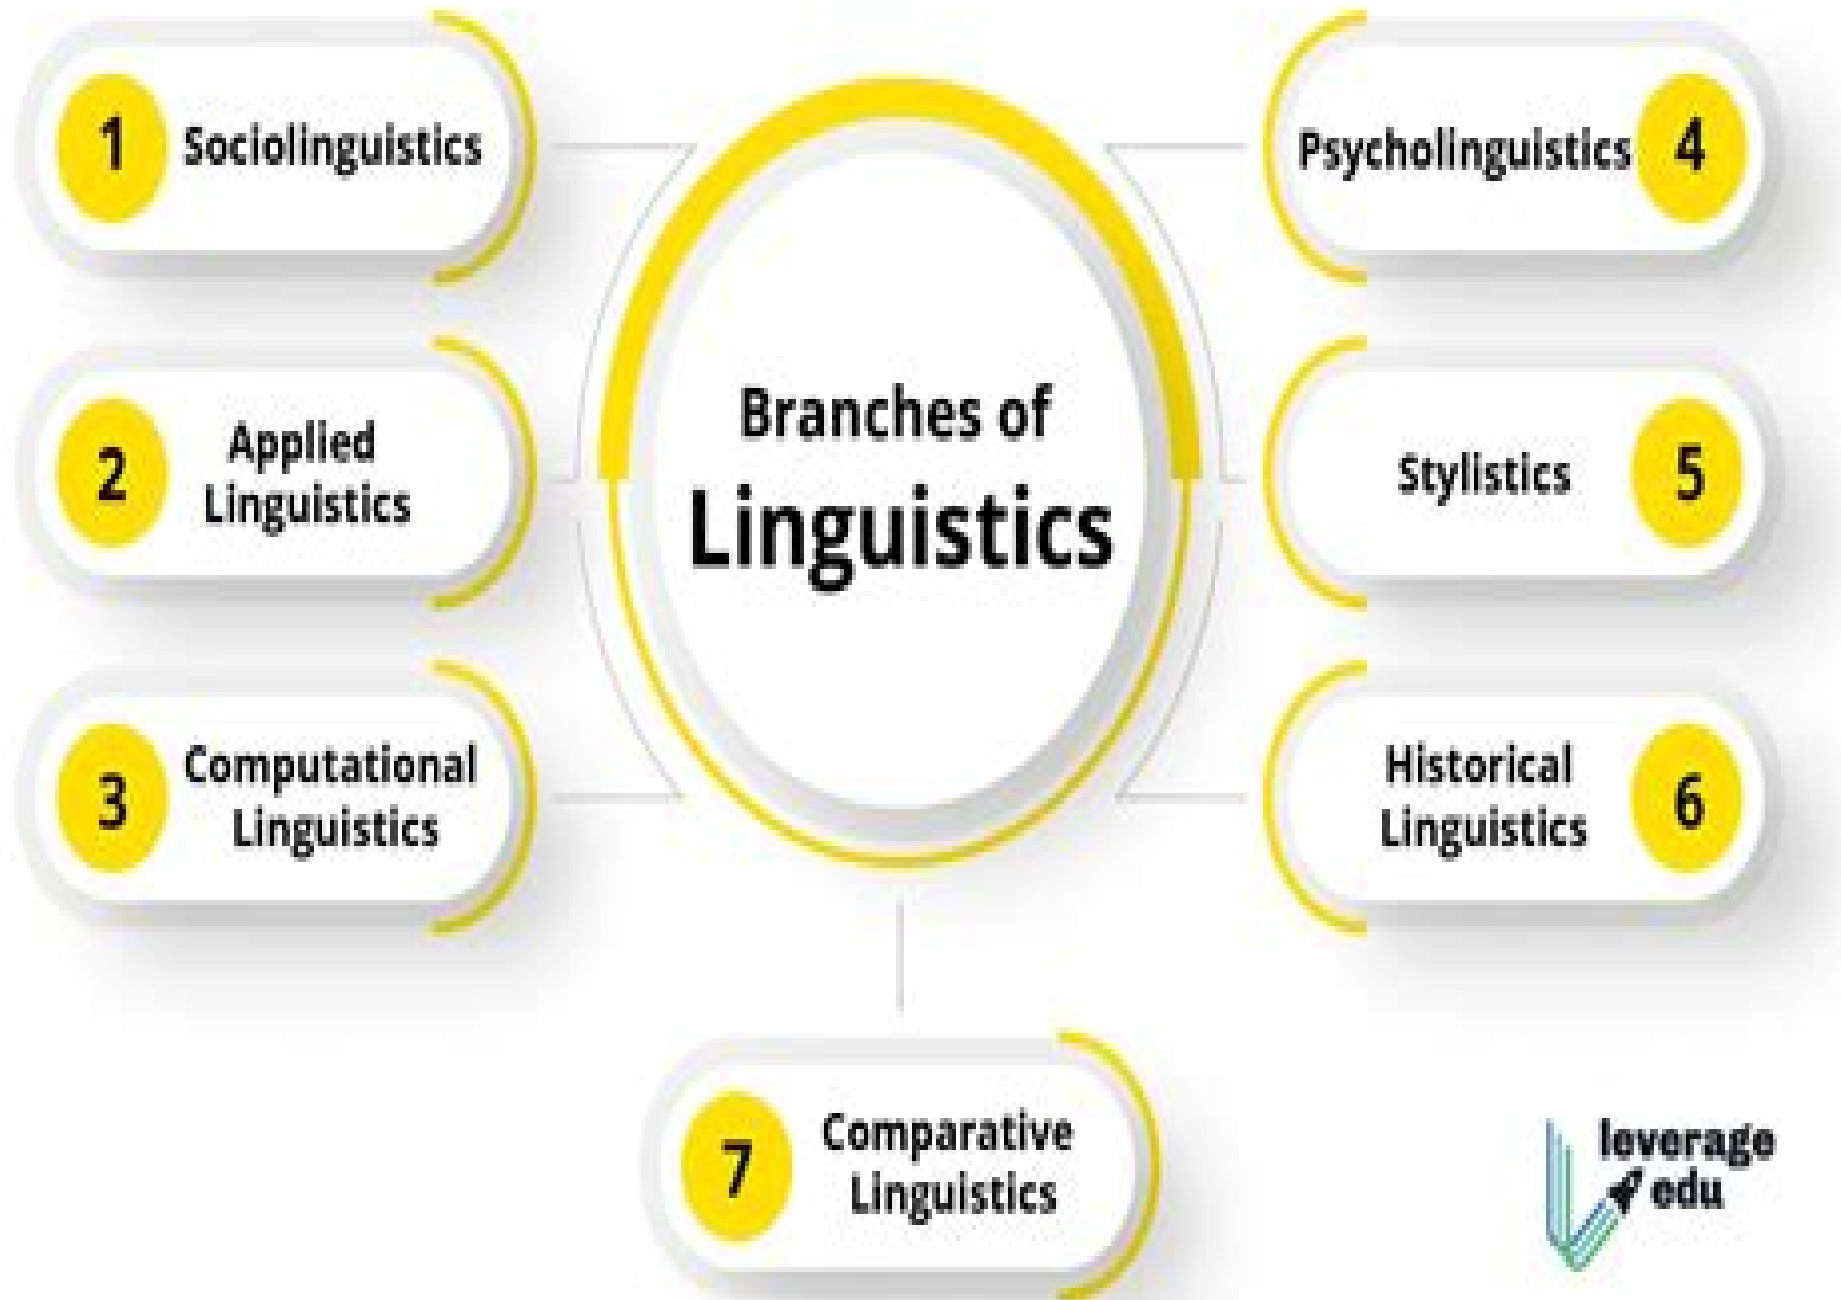 Branches of
Linguistics
1
Sociolinguistics
2
Applied
Linguistics
3
Computational
Linguistics
4
Psycholinguistics
5
Stylistics
6
Historical
Linguistics
7
Comparative
Linguistics
leverage
edu